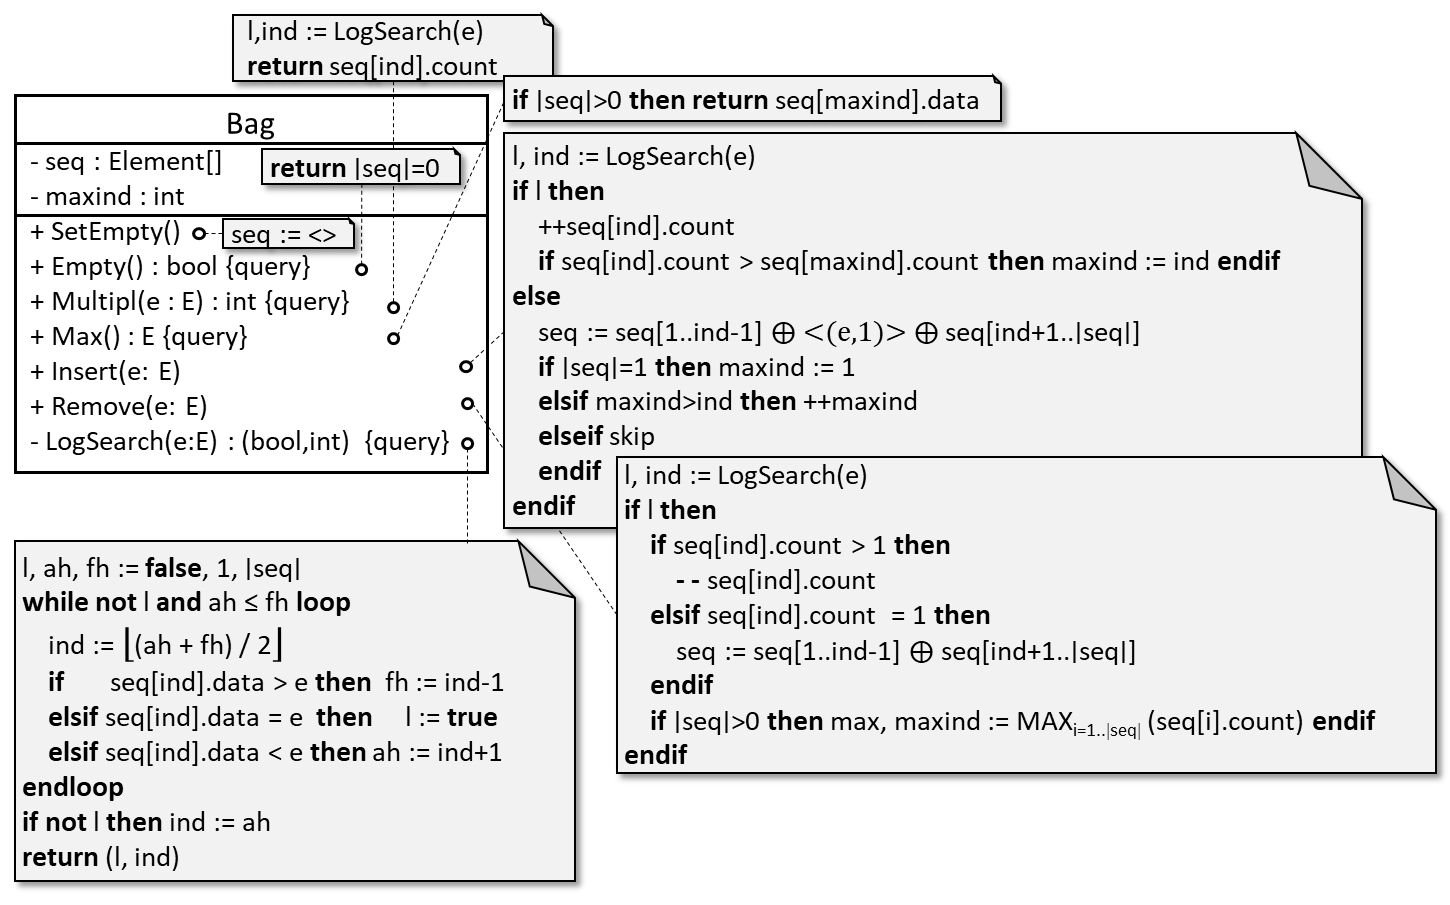 l,ind := LogSearch(e)
return seq[ind].count
if |seq|>0 then return seq[maxind].data
Bag
- seq : Element[]
- maxind : int
return |seq|=0
+ SetEmpty()
seq := <>
+ Empty() : bool {query}
+ Multipl(e : E) : int {query}
+ Max() : E {query}
+ Insert(e: E)
+ Remove(e: E)
- LogSearch(e:E) : (bool,int) {query}
l, ind := LogSearch(e)
if l then
++seq[ind].count
if seq[ind].count > seq[maxind].count then maxind := ind endif
else
seq := seq[1..ind-1] ⊕ <(e,1)> ⊕ seq[ind+1..|seq|]
if |seq|=1 then maxind := 1
elsif maxind>ind then ++maxind
elseif skip
endif
endif
l, ind := LogSearch(e)
if l then
if seq[ind].count > 1 then
- - seq[ind].count
elsif seq[ind].count = 1 then
seq := seq[1..ind-1] ⊕ seq[ind+1..|seq|]
endif
if |seq|>0 then max, maxind := MAXi=1..|seq| (seq[i].count) endif
endif
l, ah, fh := false, 1, |seq|
while not l and ah ≤ fh loop
ind := ⌊(ah + fh) / 2⌋
if seq[ind].data > e then fh := ind-1
elsif seq[ind].data = e then l := true
elsif seq[ind].data < e then ah := ind+1
endloop
if not l then ind := ah
return (l, ind)